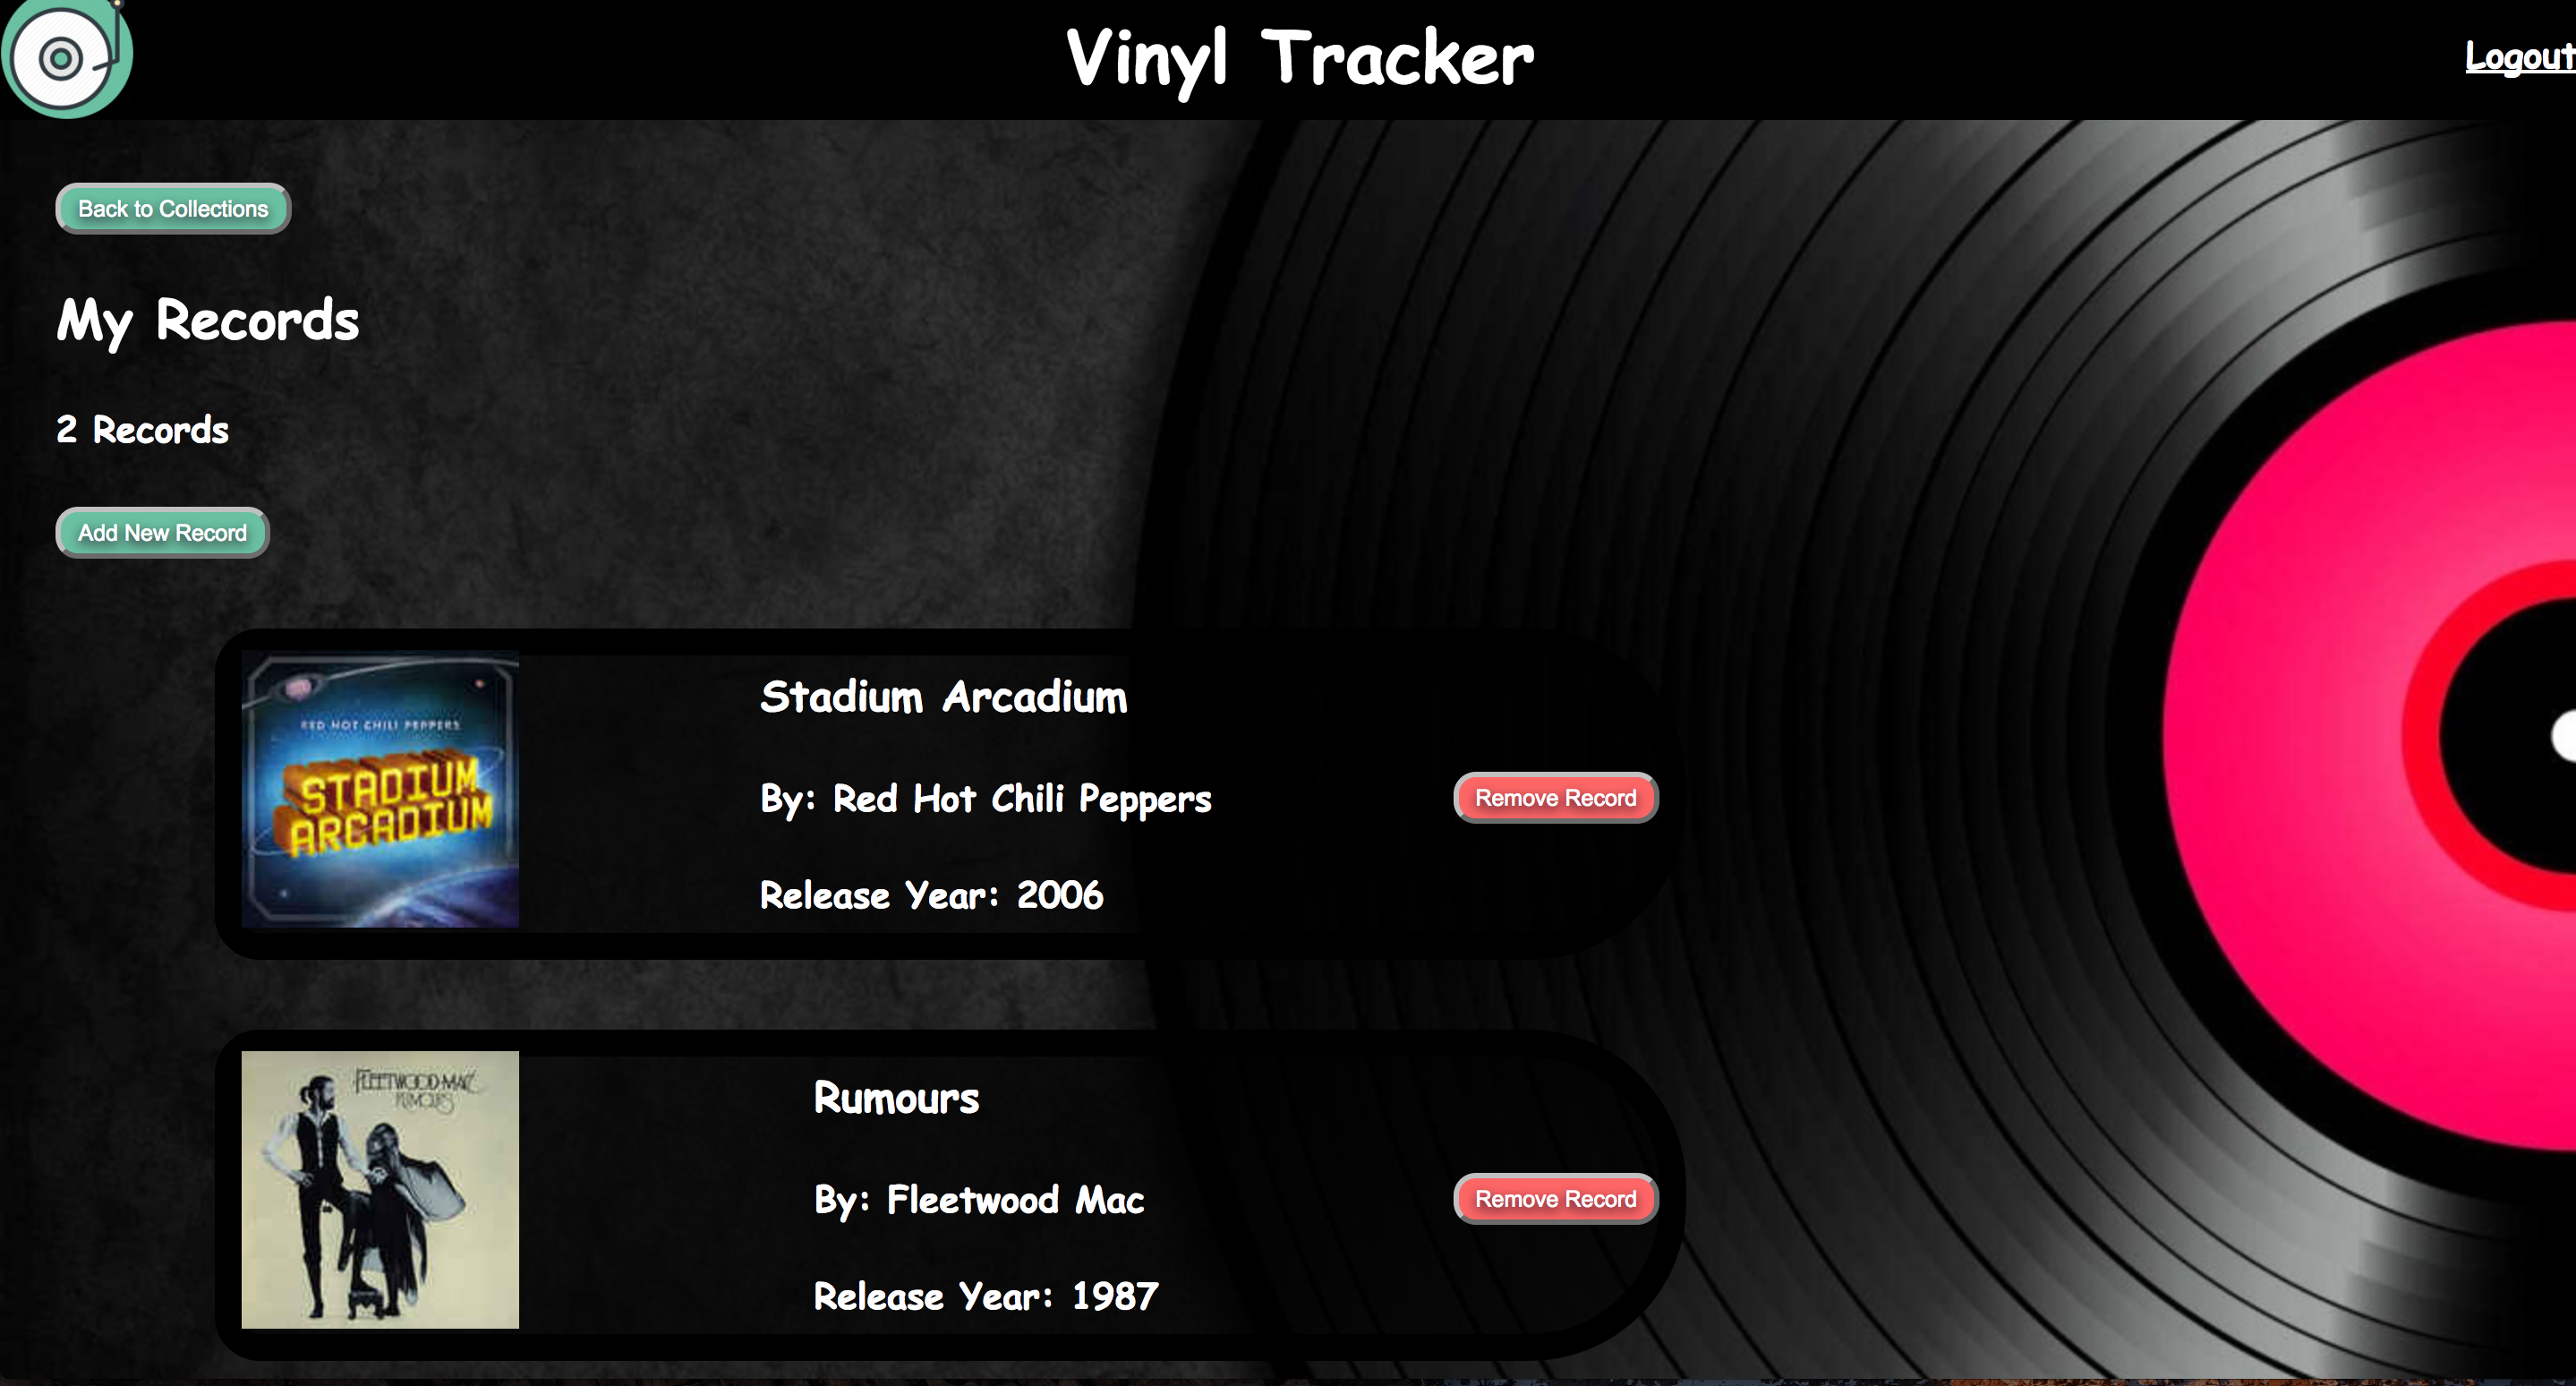 Vinyl Tracker
Logout
Back to Collections
My Records
2 Records
Add New Record
RED HOT CHILI PEPPERS
STADIUM
ARCADIUM
Stadium Arcadium
By: Red Hot Chili Peppers
Release Year: 2006
Remove Record
FLEETWOOD MAC
RUMOURS
Rumours
By: Fleetwood Mac
Release Year: 1987
Remove Record